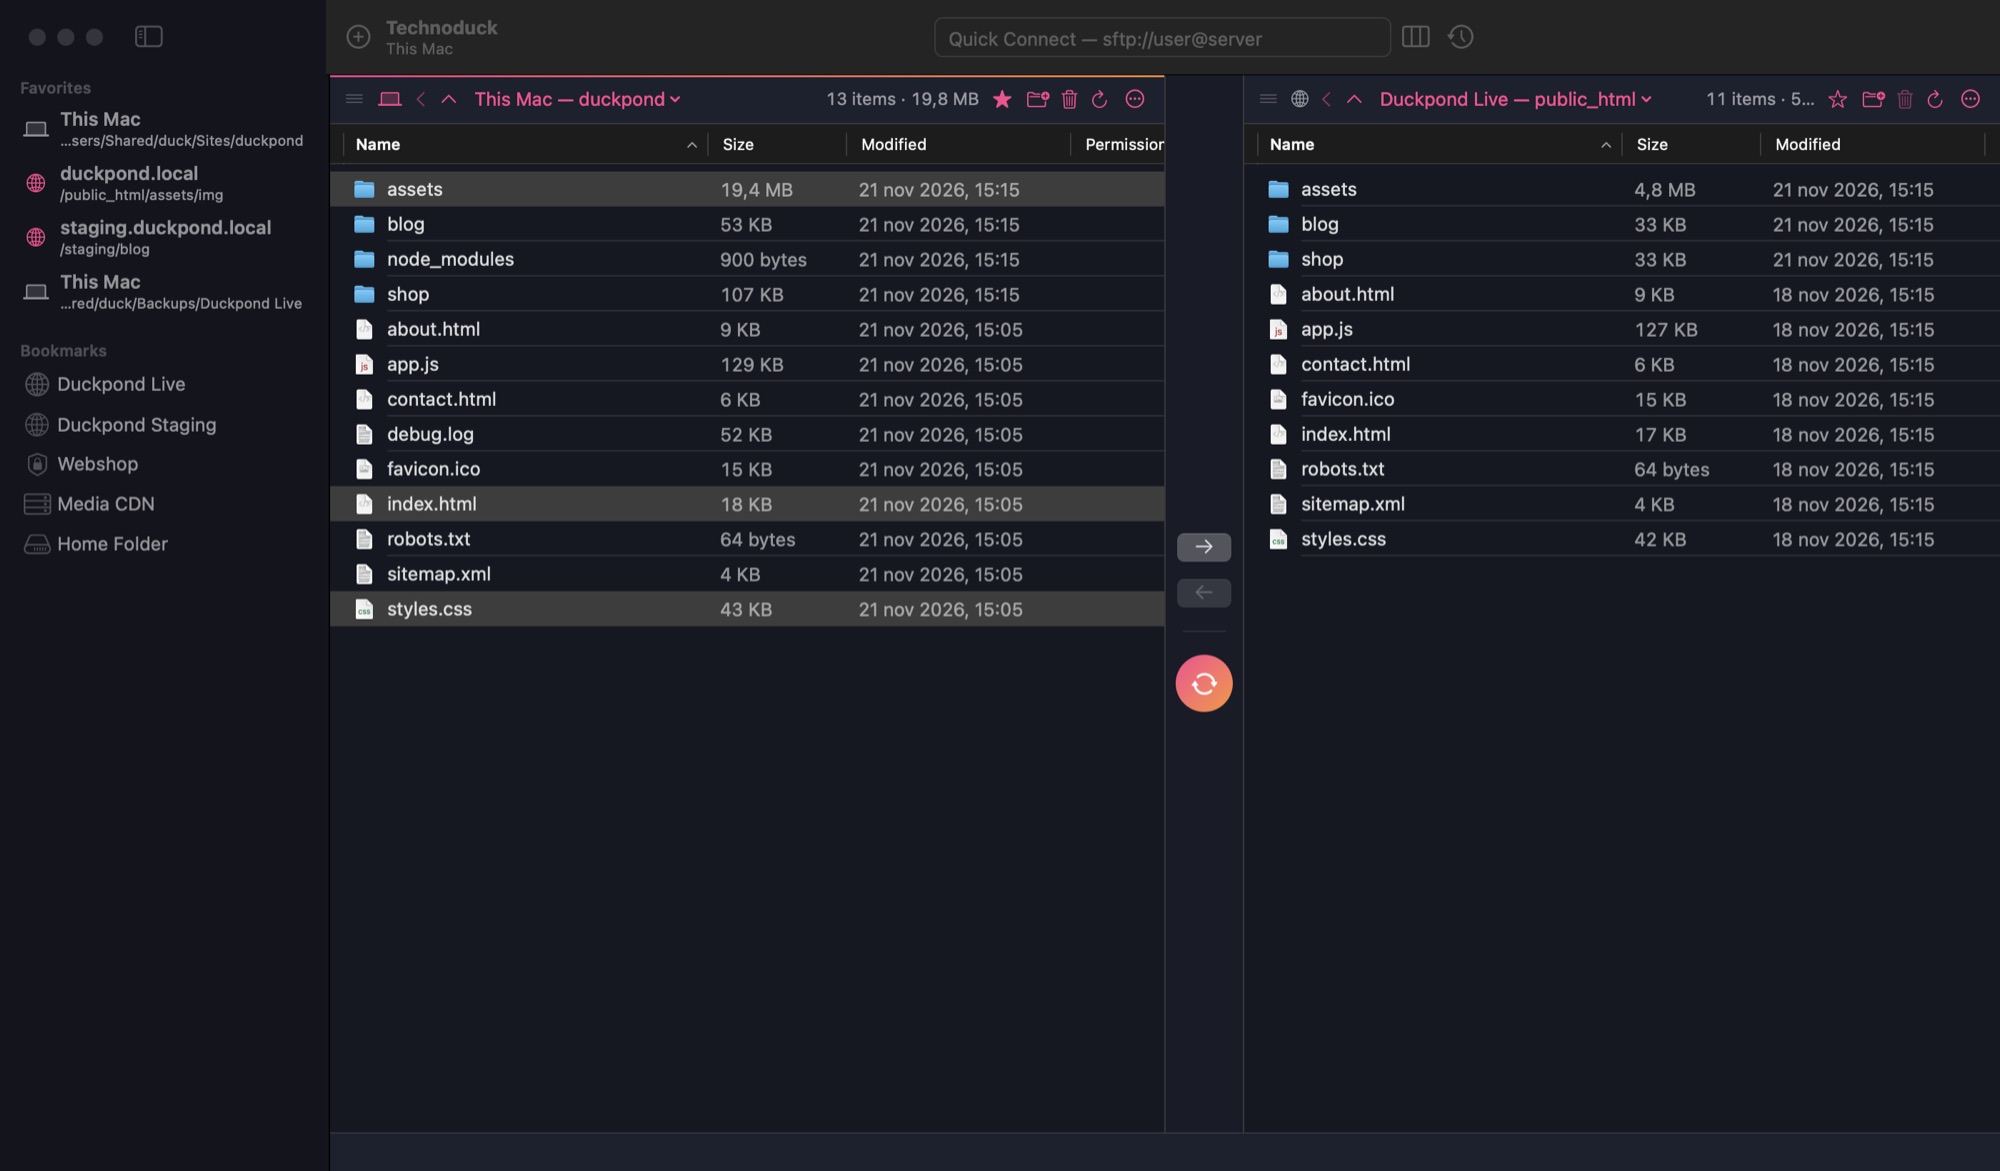 Technoduck
This Mac
Quick Connect — sftp://user@server
Favorites
This Mac
...sers/Shared/duck/Sites/duckpond
duckpond.local
/public_html/assets/img
staging.duckpond.local
/staging/blog
This Mac
...red/duck/Backups/Duckpond Live
Bookmarks
Duckpond Live
Duckpond Staging
Webshop
Media CDN
Home Folder
This Mac — duckpond 13 items · 19,8 MB
Name Size Modified Permission
assets 19,4 MB 21 nov 2026, 15:15
blog 53 KB 21 nov 2026, 15:15
node_modules 900 bytes 21 nov 2026, 15:15
shop 107 KB 21 nov 2026, 15:15
about.html 9 KB 21 nov 2026, 15:05
js app.js 129 KB 21 nov 2026, 15:05
contact.html 6 KB 21 nov 2026, 15:05
debug.log 52 KB 21 nov 2026, 15:05
favicon.ico 15 KB 21 nov 2026, 15:05
index.html 18 KB 21 nov 2026, 15:05
robots.txt 64 bytes 21 nov 2026, 15:05
sitemap.xml 4 KB 21 nov 2026, 15:05
css styles.css 43 KB 21 nov 2026, 15:05
Duckpond Live — public_html 11 items · 5...
Name Size Modified
assets 4,8 MB 21 nov 2026, 15:15
blog 33 KB 21 nov 2026, 15:15
shop 33 KB 21 nov 2026, 15:15
about.html 9 KB 18 nov 2026, 15:15
js app.js 127 KB 18 nov 2026, 15:15
contact.html 6 KB 18 nov 2026, 15:15
favicon.ico 15 KB 18 nov 2026, 15:15
index.html 17 KB 18 nov 2026, 15:15
robots.txt 64 bytes 18 nov 2026, 15:15
sitemap.xml 4 KB 18 nov 2026, 15:15
css styles.css 42 KB 18 nov 2026, 15:15